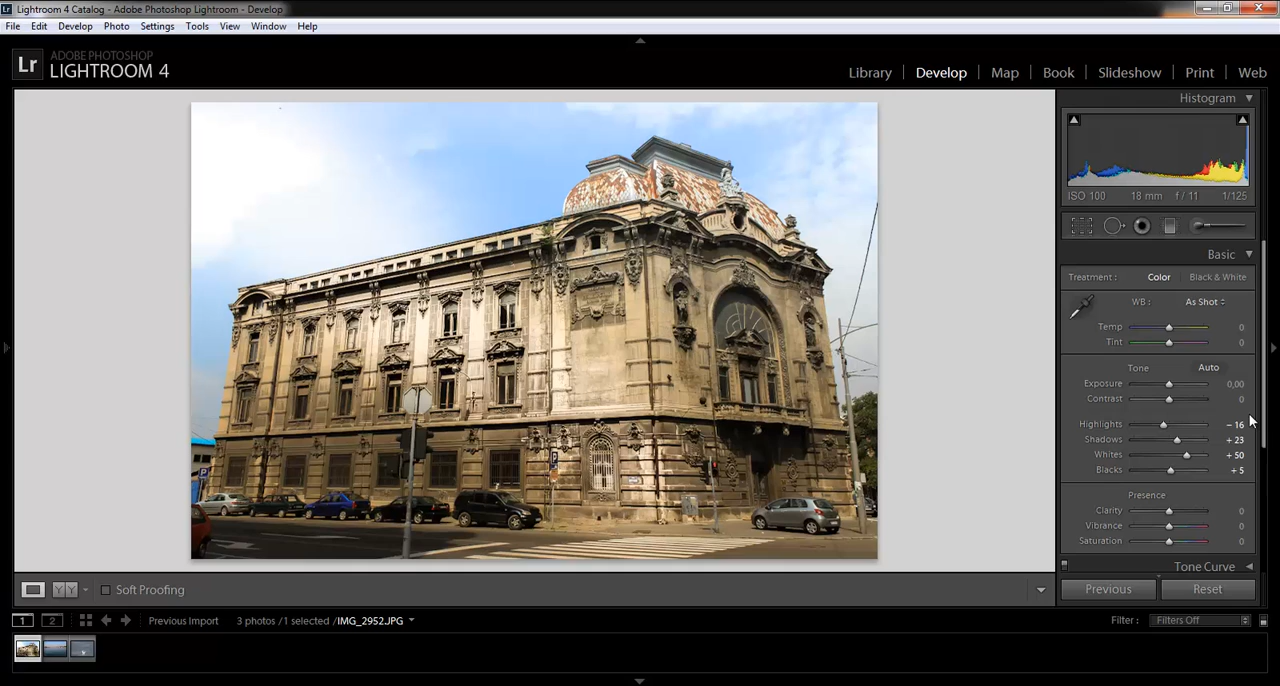 Lightroom 4 Catalog - Adobe Photoshop Lightroom - Develop
File Edit Develop Photo Settings Tools View Window Help
Lr ADOBE PHOTOSHOP
LIGHTROOM 4
Library Develop Map Book Slideshow Print Web
Histogram
ISO 100 18 mm f / 11 1/125
Basic
Treatment : Color Black & White
WB : As Shot
Temp 0
Tint 0
Tone Auto
Exposure 0,00
Contrast 0
Highlights - 16
Shadows + 23
Whites + 50
Blacks + 5
Presence
Clarity 0
Vibrance 0
Saturation 0
Tone Curve
Previous Reset
Y Y Soft Proofing
1 2 Previous Import 3 photos / 1 selected / IMG_2952.JPG Filter : Filters Off